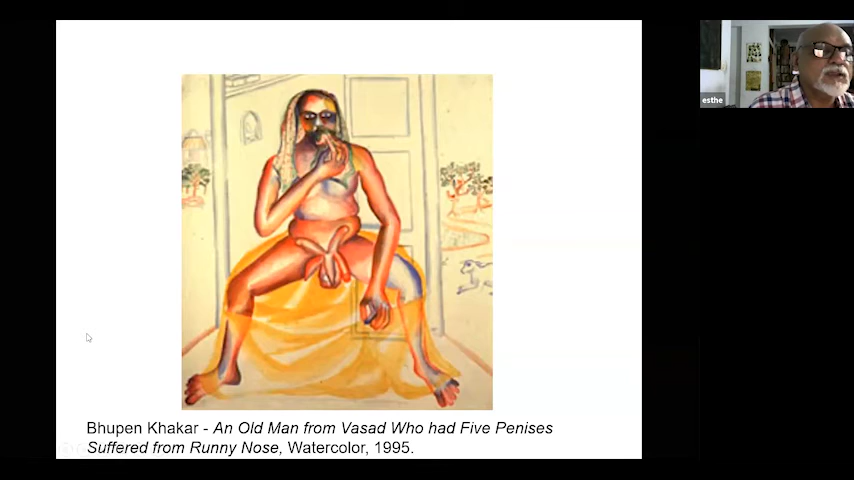 esthe
Bhupen Khakar - An Old Man from Vasad Who had Five Penises
Suffered from Runny Nose, Watercolor, 1995.